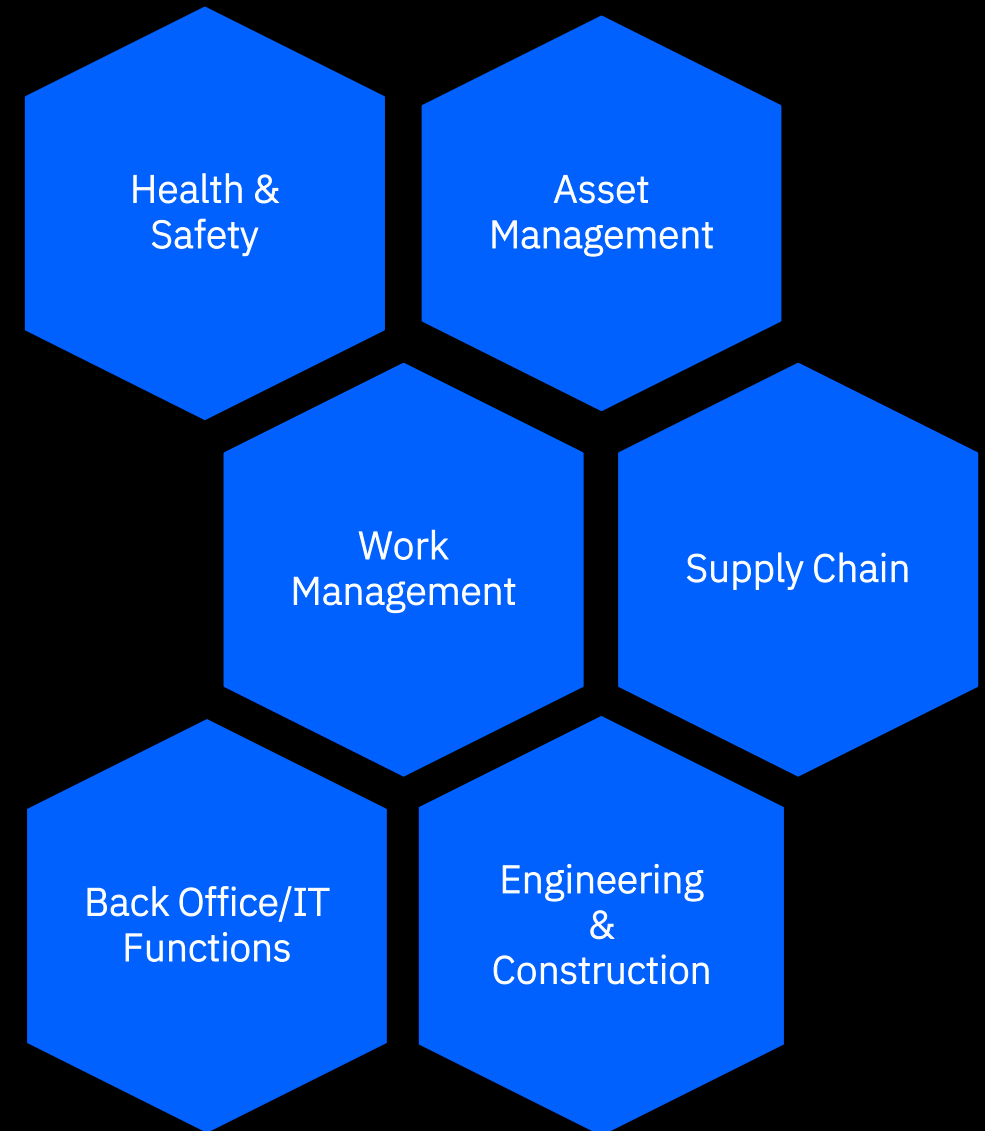 Health &
Safety
Asset
Management
Work
Management
Supply Chain
Back Office/IT
Functions
Engineering
&
Construction